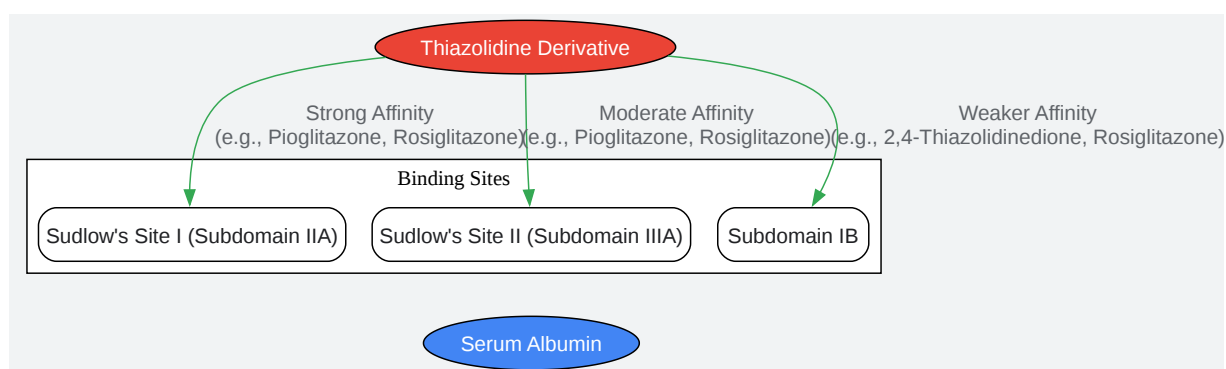 Thiazolidine Derivative
Strong Affinity
(e.g., Pioglitazone, Rosiglitazone)
Moderate Affinity
(e.g., Pioglitazone, Rosiglitazone)
Weaker Affinity
(e.g., 2,4-Thiazolidinedione, Rosiglitazone)
Binding Sites
Sudlow's Site I (Subdomain IIA)
Sudlow's Site II (Subdomain IIIA)
Subdomain IB
Serum Albumin